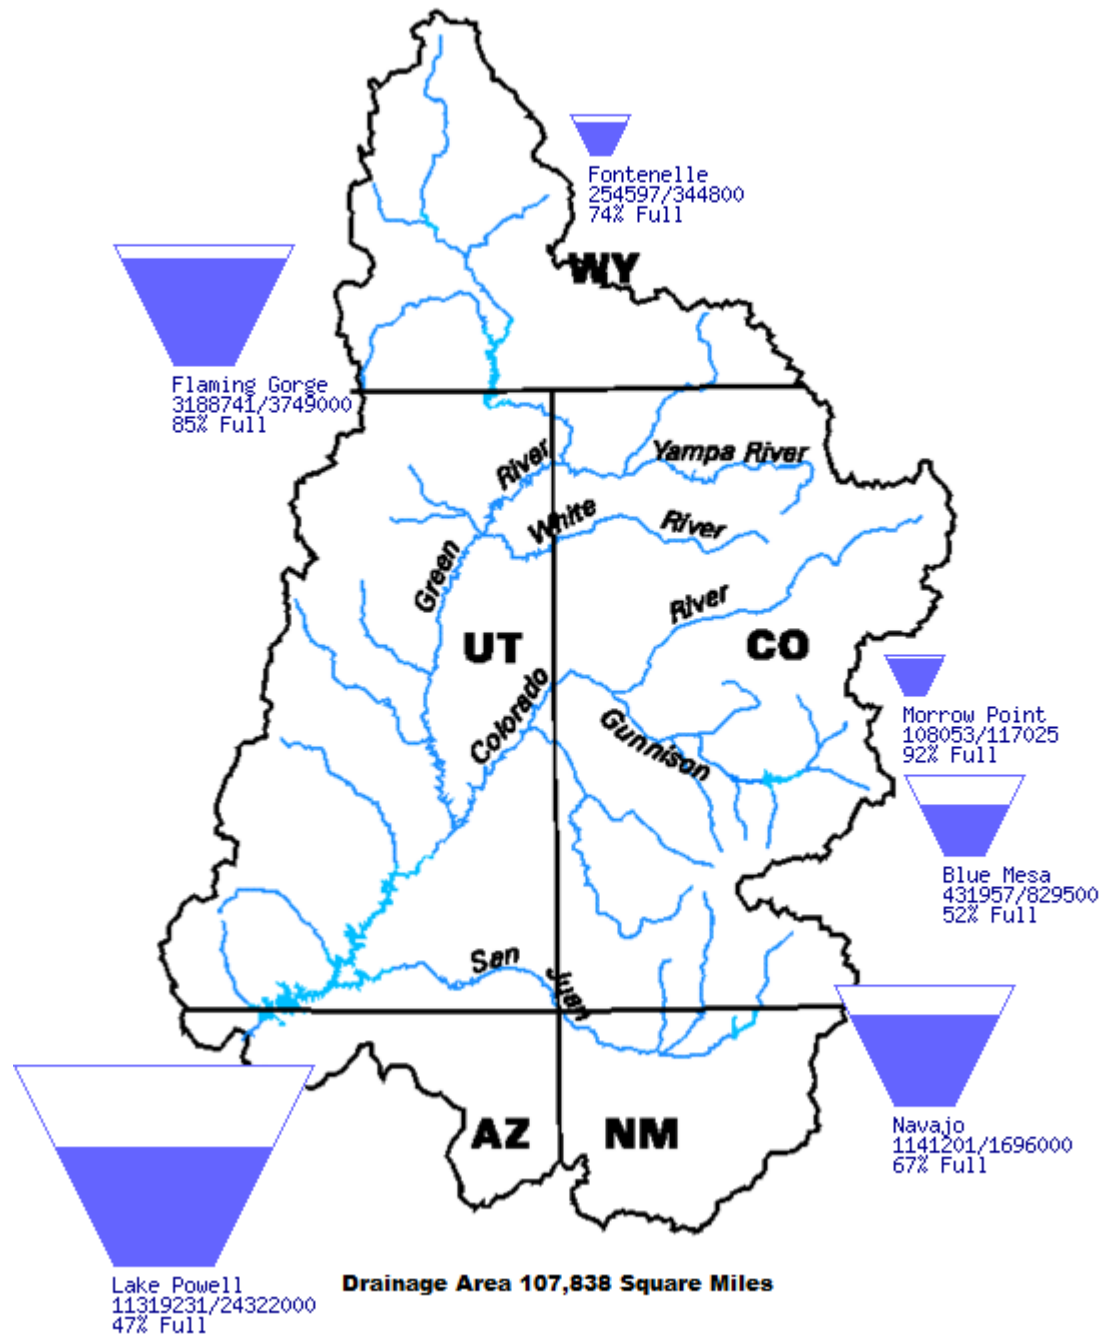 Fontenelle
254597/344800
74% Full
WY
Flaming Gorge
3188741/3749000
85% Full
Yampa River
River
White
River
Green
River
UT
CO
Colorado
Gunnison
Morrow Point
108053/117025
92% Full
Blue Mesa
431957/829500
52% Full
San
Juan
AZ
NM
Navajo
1141201/1696000
67% Full
Lake Powell
11319231/24322000
47% Full
Drainage Area 107,838 Square Miles